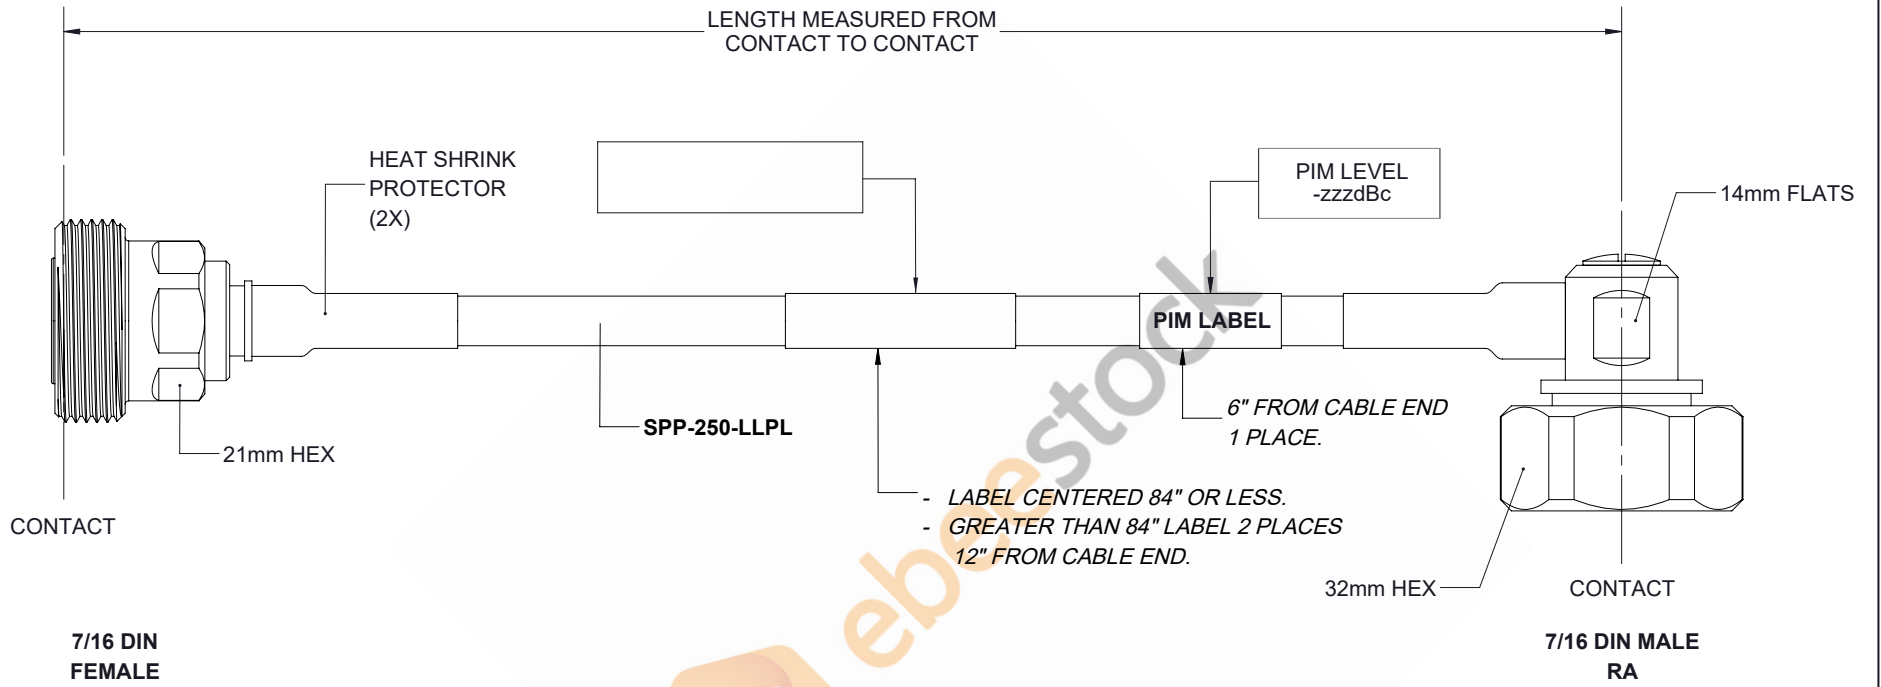 LENGTH MEASURED FROM
CONTACT TO CONTACT
HEAT SHRINK
PROTECTOR
(2X)
PIM LEVEL
-zzzdBc
14mm FLATS
PIM LABEL
6" FROM CABLE END
1 PLACE.
SPP-250-LLPL
21mm HEX
- LABEL CENTERED 84" OR LESS.
- GREATER THAN 84" LABEL 2 PLACES
12" FROM CABLE END.
CONTACT
32mm HEX
CONTACT
7/16 DIN
FEMALE
7/16 DIN MALE
RA
ebeestock